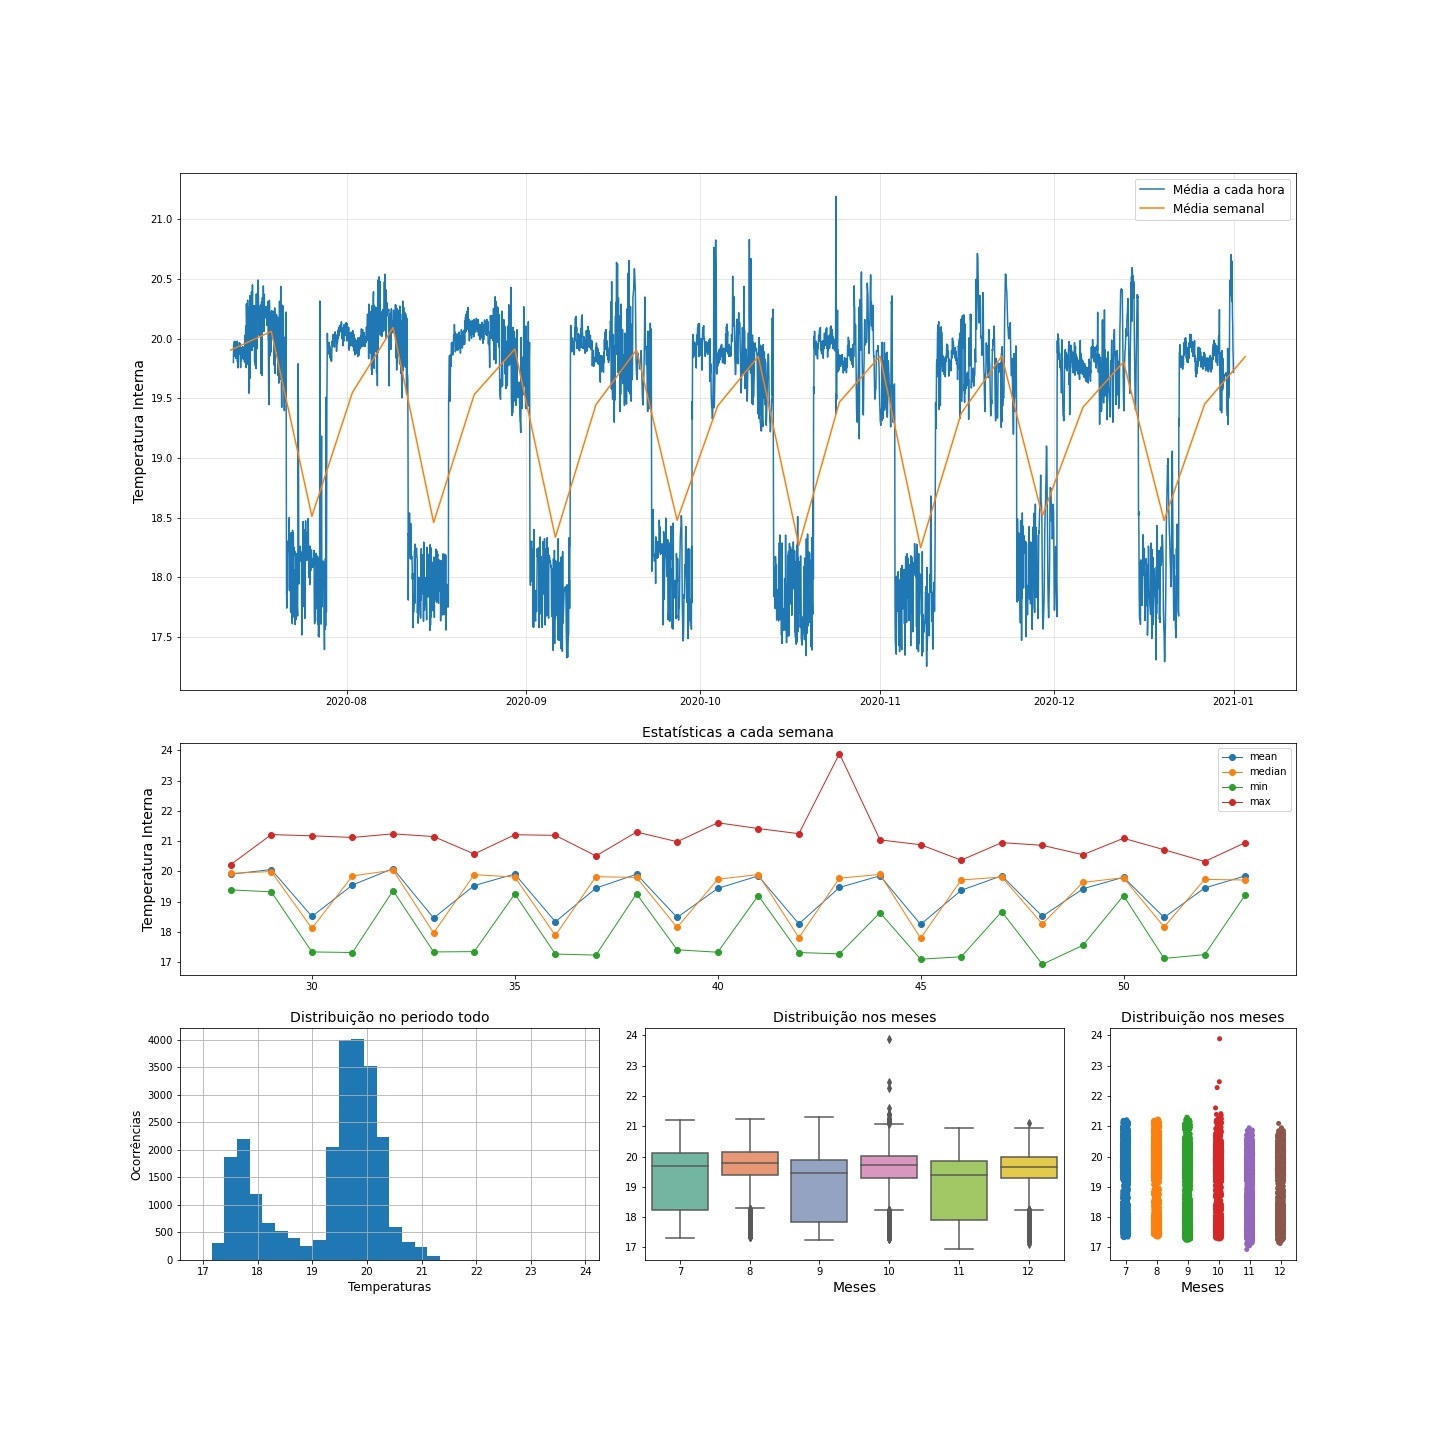 Média a cada hora
Média semanal
Temperatura Interna
21.0
20.5
20.0
19.5
19.0
18.5
18.0
17.5
2020-08 2020-09 2020-10 2020-11 2020-12 2021-01
Estatísticas a cada semana
mean
median
min
max
Temperatura Interna
24
23
22
21
20
19
18
17
30 35 40 45 50
Distribuição no periodo todo
Ocorrências
4000
3500
3000
2500
2000
1500
1000
500
0
17 18 19 20 21 22 23 24
Temperaturas
Distribuição nos meses
24
23
22
21
20
19
18
17
7 8 9 10 11 12
Meses
Distribuição nos meses
24
23
22
21
20
19
18
17
7 8 9 10 11 12
Meses